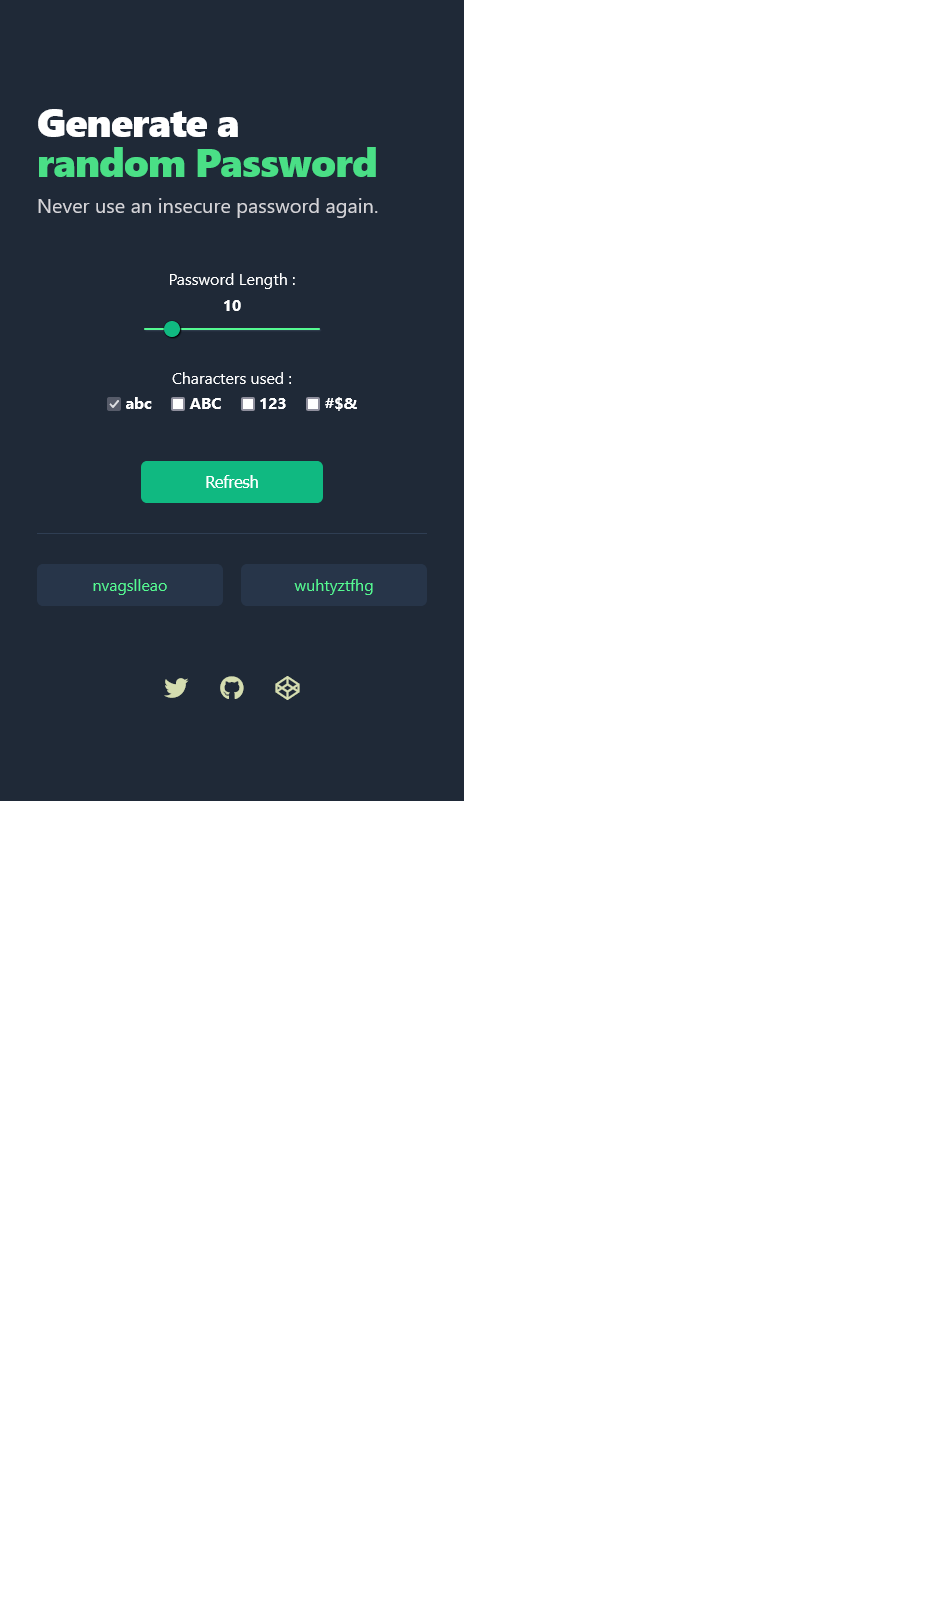 Generate a
random Password
Never use an insecure password again.
Password Length :
10
Characters used :
abc ABC 123 #$&
Refresh
nvagslleao wuhtyztfhg